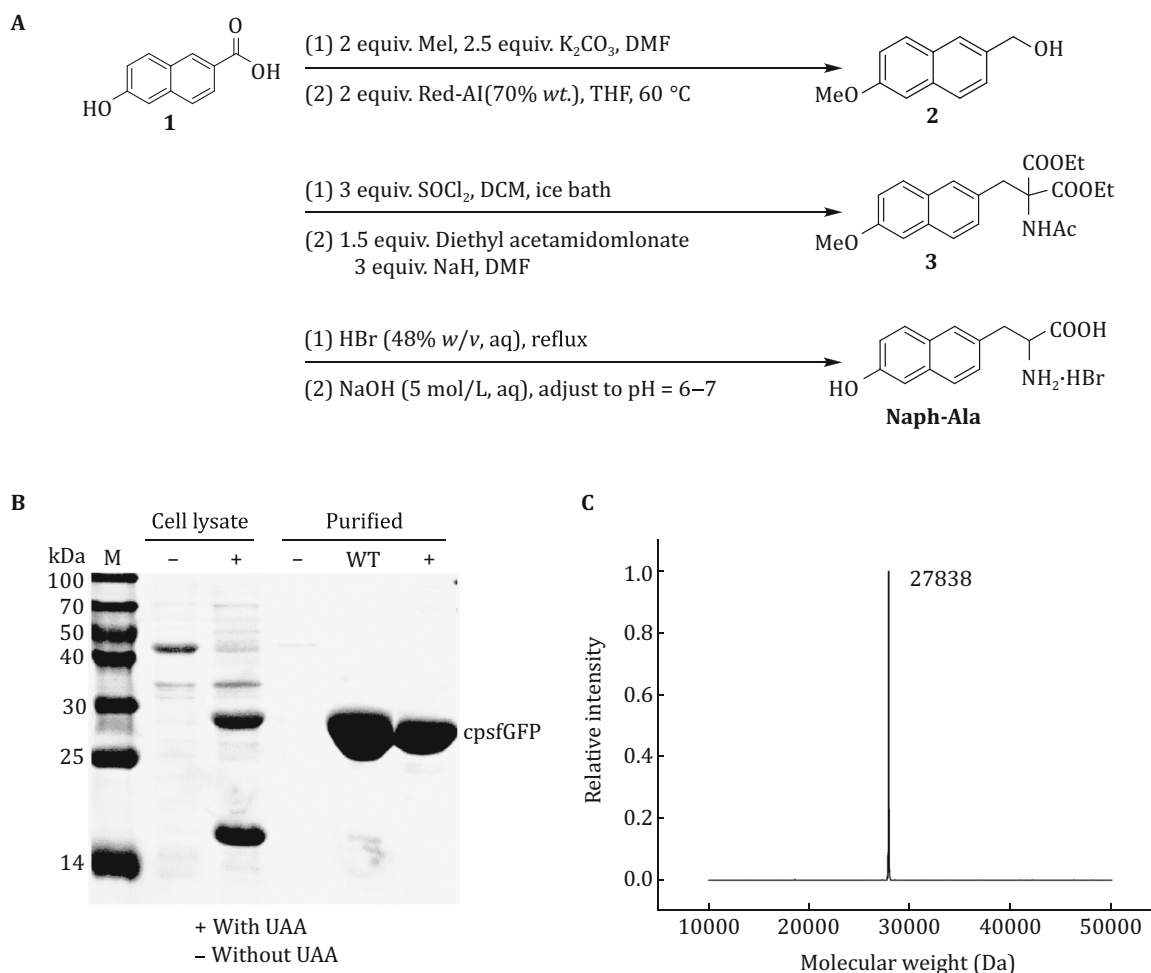 A
O
OH
HO
1
(1) 2 equiv. MeI, 2.5 equiv. K₂CO₃, DMF
(2) 2 equiv. Red-AI(70% wt.), THF, 60 °C
OH
MeO
2
(1) 3 equiv. SOCl₂, DCM, ice bath
(2) 1.5 equiv. Diethyl acetamidomlonate
3 equiv. NaH, DMF
COOEt
COOEt
NHAc
MeO
3
(1) HBr (48% w/v, aq), reflux
(2) NaOH (5 mol/L, aq), adjust to pH = 6–7
COOH
NH₂·HBr
HO
Naph-Ala
B
Cell lysate Purified
kDa M – + – WT +
100
70
50
40
30
25
14
cpsfGFP
+ With UAA
– Without UAA
C
27838
Relative intensity
1.0
0.8
0.6
0.4
0.2
0.0
10000 20000 30000 40000 50000
Molecular weight (Da)